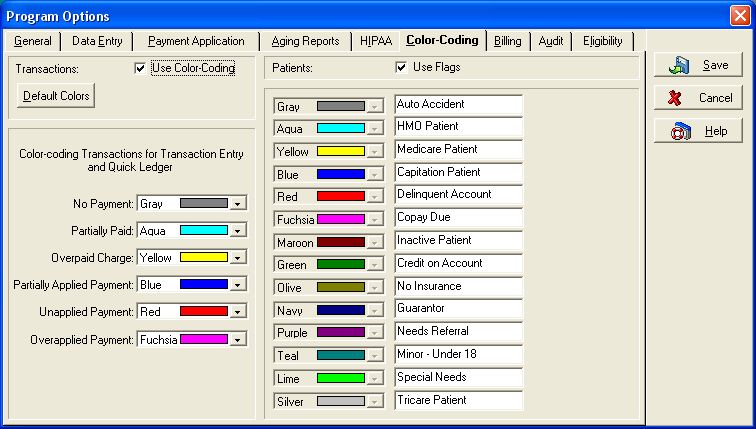 Program Options
General Data Entry Payment Application Aging Reports HIPAA Color-Coding Billing Audit Eligibility
Transactions: Use Color-Coding
Default Colors
Color-coding Transactions for Transaction Entry
and Quick Ledger
No Payment: Gray
Partially Paid: Aqua
Overpaid Charge: Yellow
Partially Applied Payment: Blue
Unapplied Payment: Red
Overapplied Payment: Fuchsia
Patients: Use Flags
Gray Auto Accident
Aqua HMO Patient
Yellow Medicare Patient
Blue Capitation Patient
Red Delinquent Account
Fuchsia Copay Due
Maroon Inactive Patient
Green Credit on Account
Olive No Insurance
Navy Guarantor
Purple Needs Referral
Teal Minor - Under 18
Lime Special Needs
Silver Tricare Patient
Save
Cancel
Help